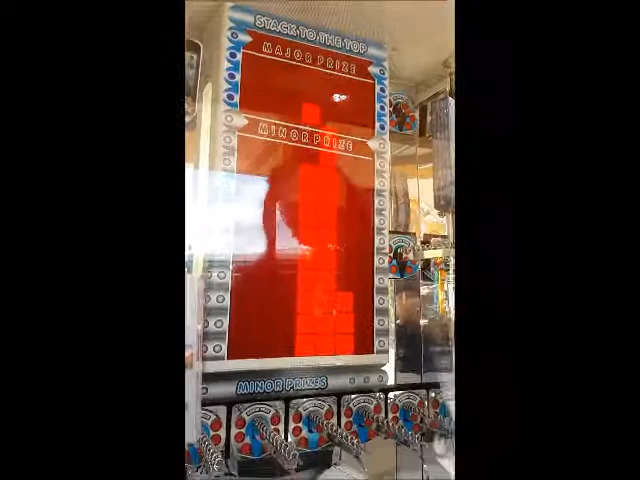 STACK TO THE TOP
MAJOR PRIZE
MINOR PRIZE
MINOR PRIZES